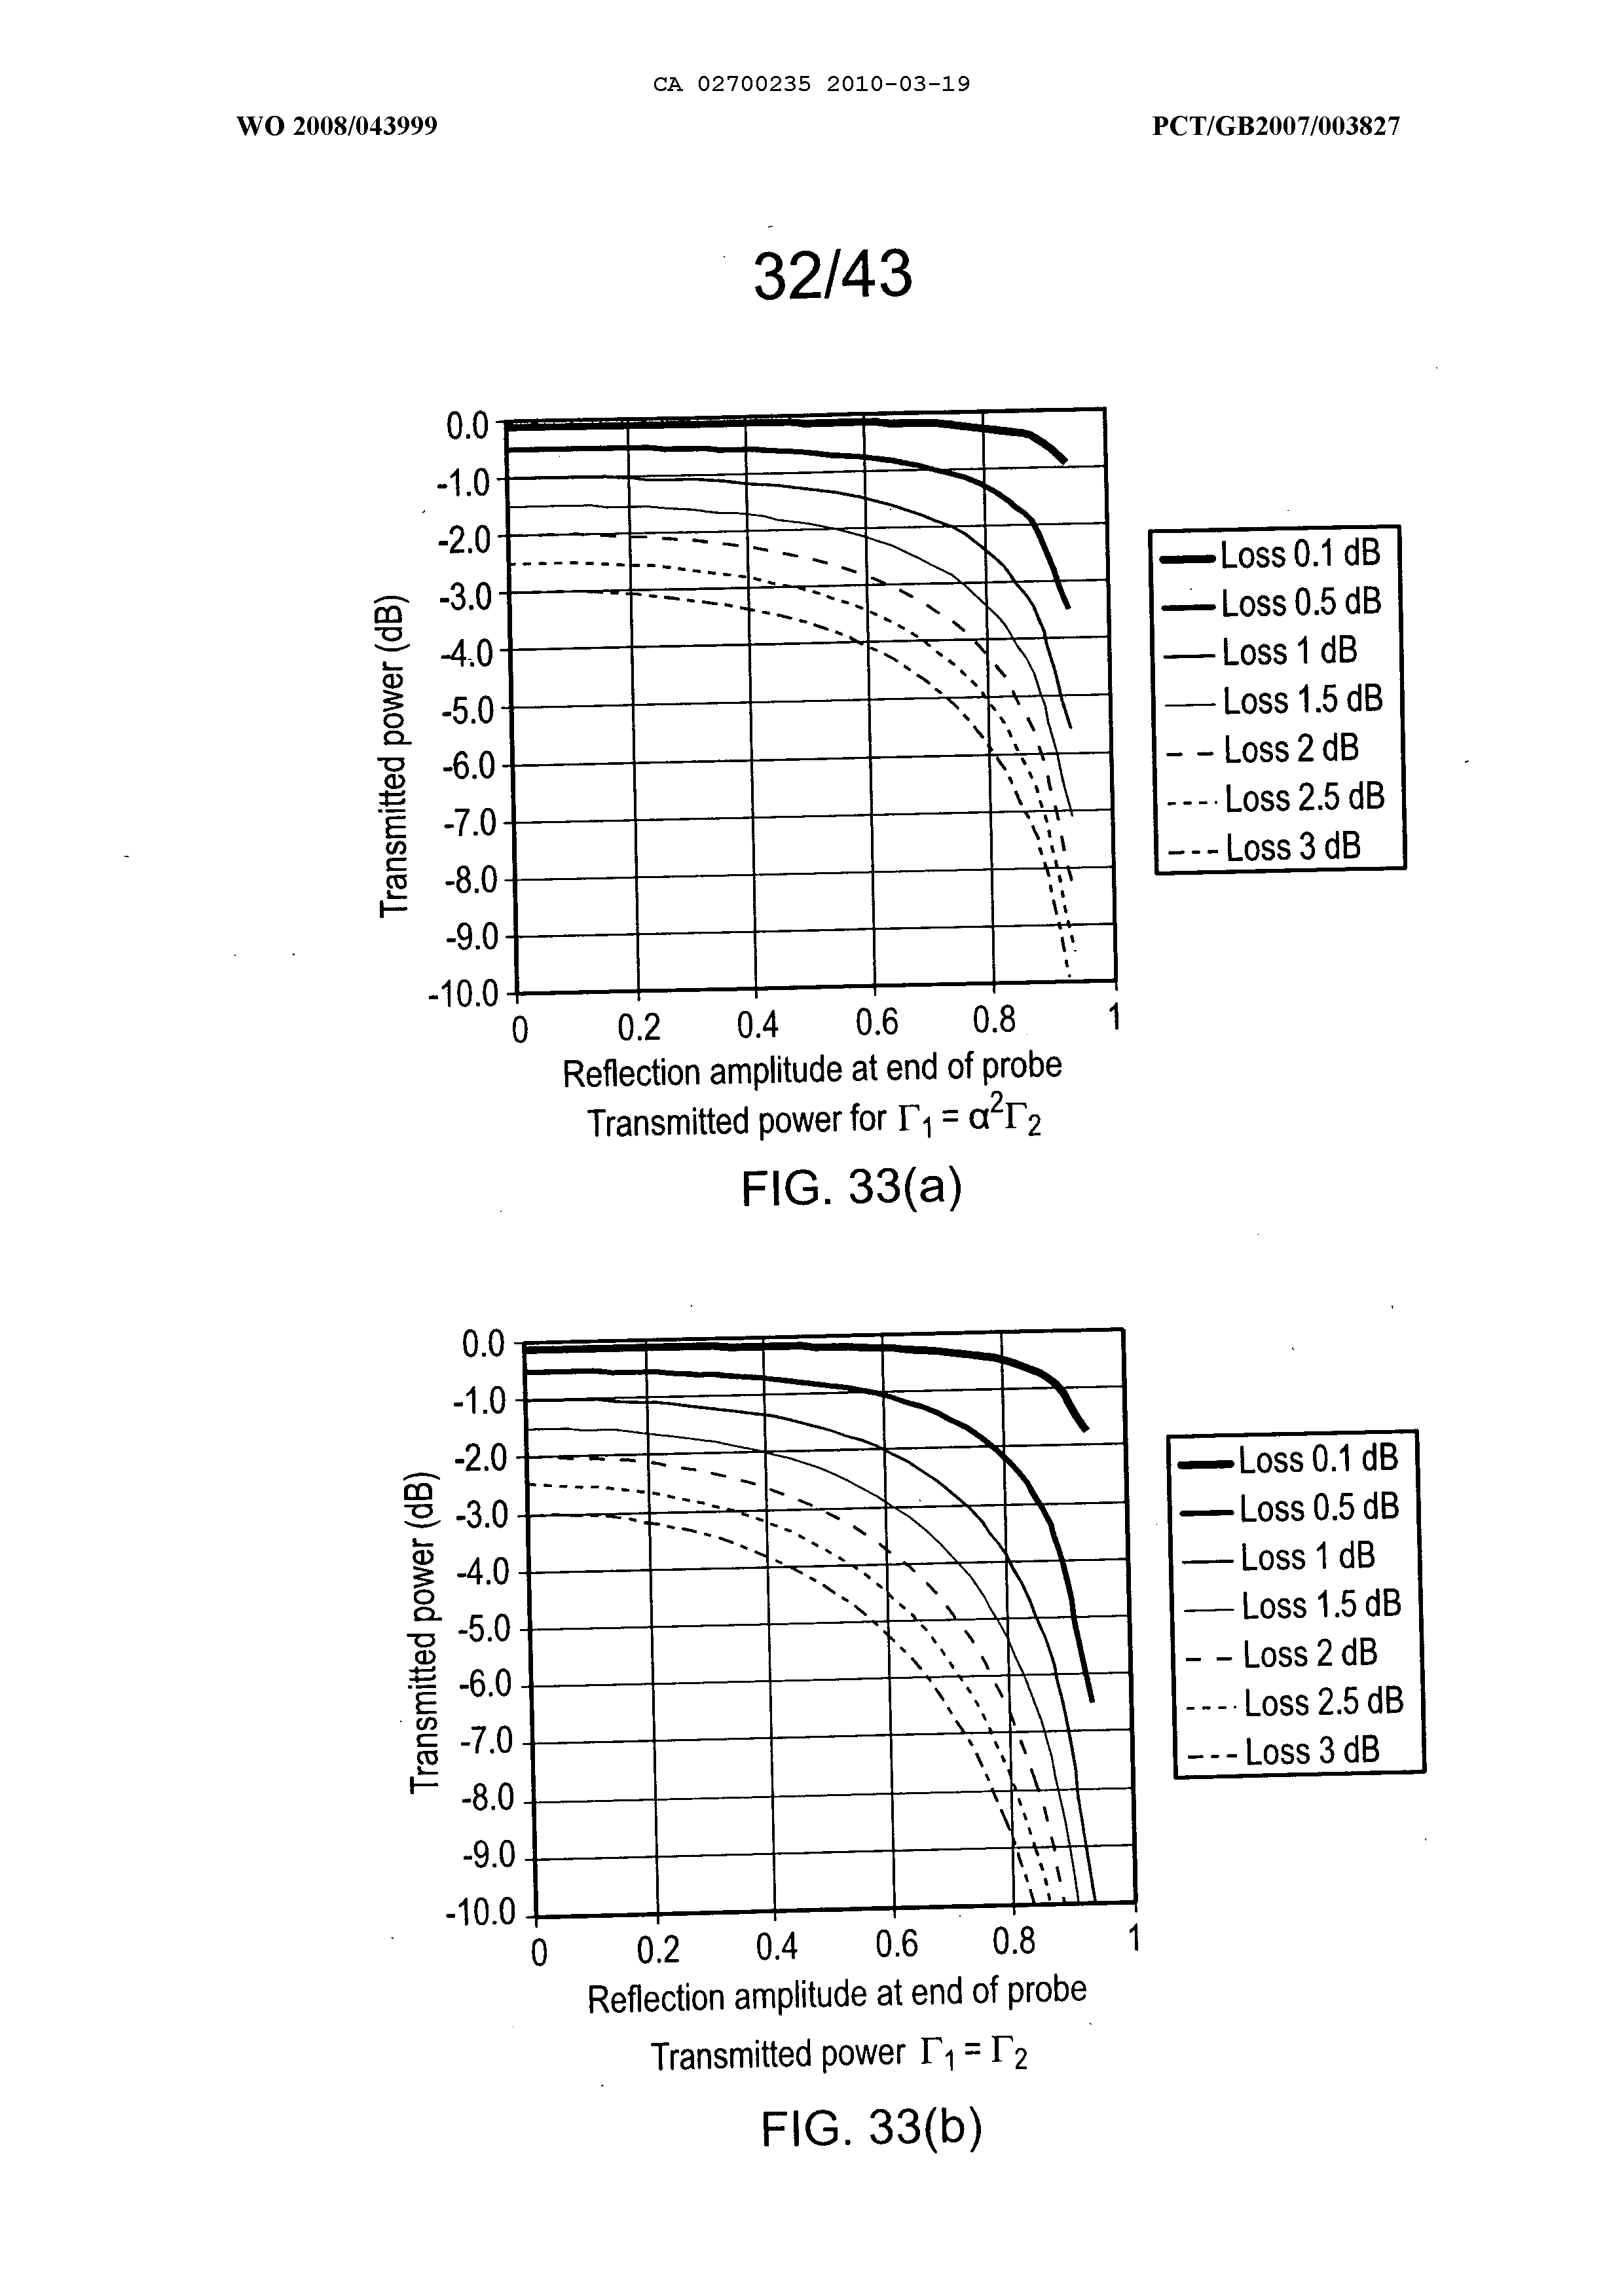 CA 02700235 2010-03-19
WO 2008/043999 PCT/GB2007/003827
32/43
Transmitted power (dB)
0.0
-1.0
-2.0
-3.0
-4.0
-5.0
-6.0
-7.0
-8.0
-9.0
-10.0
0 0.2 0.4 0.6 0.8 1
Reflection amplitude at end of probe
Transmitted power for Γ1 = α²Γ2
Loss 0.1 dB
Loss 0.5 dB
Loss 1 dB
Loss 1.5 dB
Loss 2 dB
Loss 2.5 dB
Loss 3 dB
FIG. 33(a)
Transmitted power (dB)
0.0
-1.0
-2.0
-3.0
-4.0
-5.0
-6.0
-7.0
-8.0
-9.0
-10.0
0 0.2 0.4 0.6 0.8 1
Reflection amplitude at end of probe
Transmitted power Γ1 = Γ2
Loss 0.1 dB
Loss 0.5 dB
Loss 1 dB
Loss 1.5 dB
Loss 2 dB
Loss 2.5 dB
Loss 3 dB
FIG. 33(b)